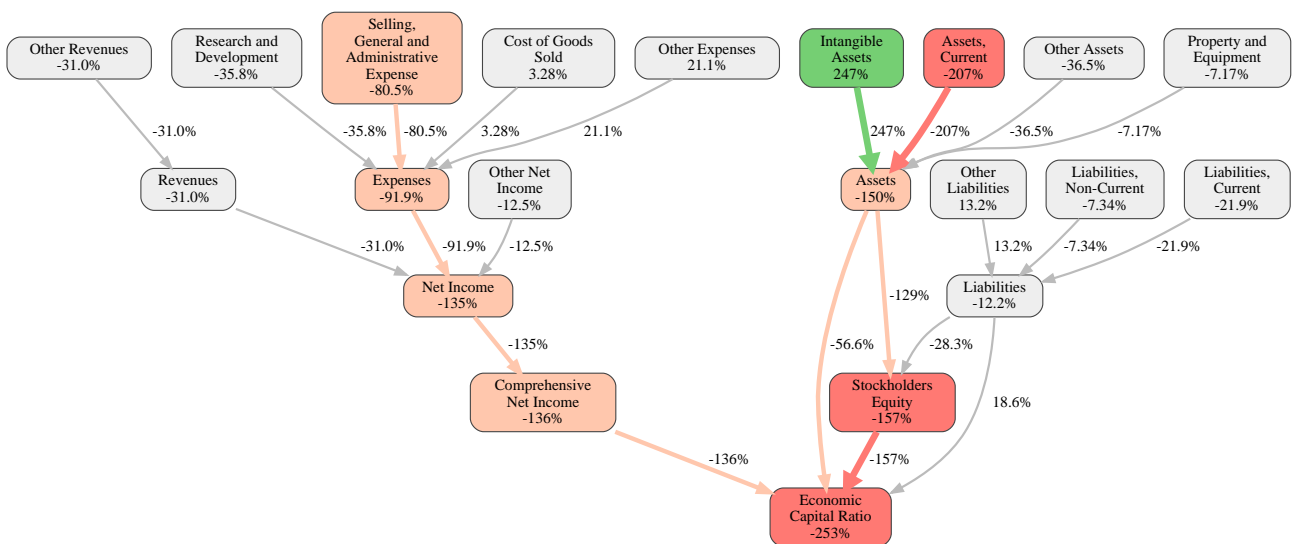 Other Revenues
-31.0%
Research and
Development
-35.8%
Selling,
General and
Administrative
Expense
-80.5%
Cost of Goods
Sold
3.28%
Other Expenses
21.1%
Intangible
Assets
247%
Assets,
Current
-207%
Other Assets
-36.5%
Property and
Equipment
-7.17%
-31.0%
-35.8%
-80.5%
3.28%
21.1%
247%
-207%
-36.5%
-7.17%
Revenues
-31.0%
Expenses
-91.9%
Other Net
Income
-12.5%
Assets
-150%
Other
Liabilities
13.2%
Liabilities,
Non-Current
-7.34%
Liabilities,
Current
-21.9%
-31.0%
-91.9%
-12.5%
13.2%
-7.34%
-21.9%
Net Income
-135%
-129%
Liabilities
-12.2%
-135%
-56.6%
-28.3%
Comprehensive
Net Income
-136%
Stockholders
Equity
-157%
18.6%
-136%
-157%
Economic
Capital Ratio
-253%